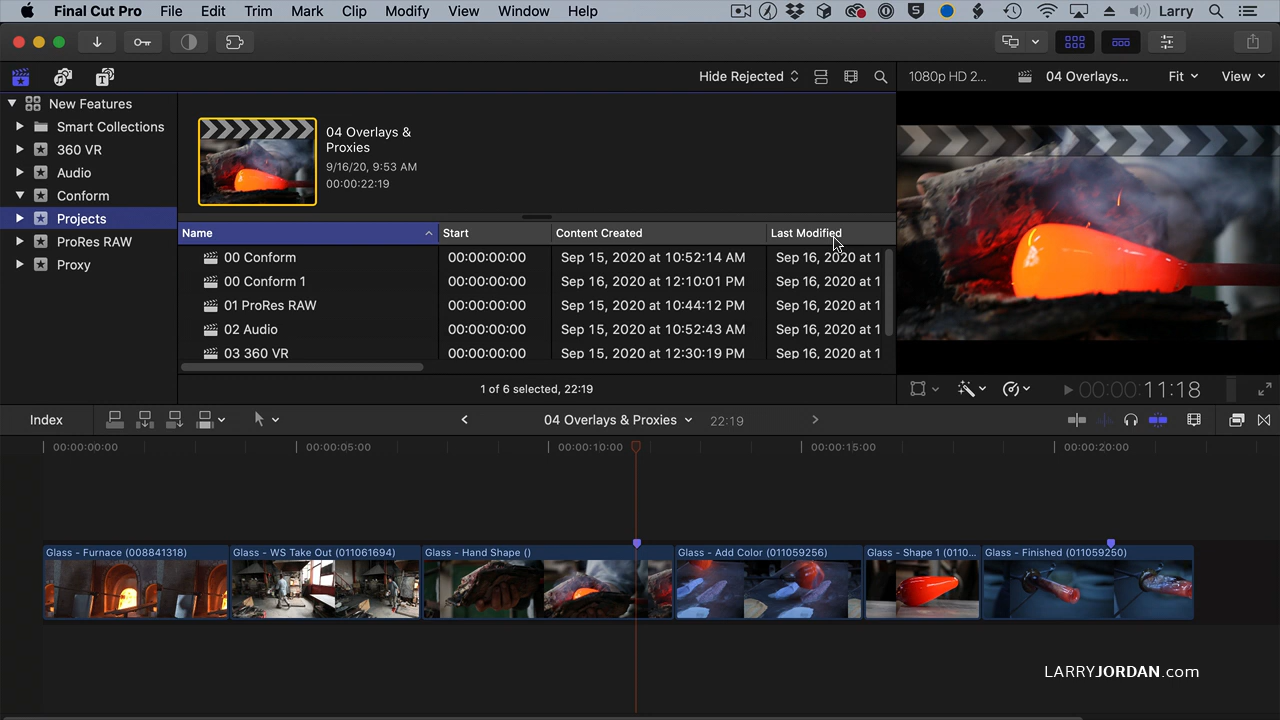 Final Cut Pro File Edit Trim Mark Clip Modify View Window Help Larry
Hide Rejected
1080p HD 2... 04 Overlays... Fit View
New Features
Smart Collections
360 VR
Audio
Conform
Projects
ProRes RAW
Proxy
04 Overlays &
Proxies
9/16/20, 9:53 AM
00:00:22:19
Name Start Content Created Last Modified
00 Conform 00:00:00:00 Sep 15, 2020 at 10:52:14 AM Sep 16, 2020 at 1
00 Conform 1 00:00:00:00 Sep 16, 2020 at 12:10:01 PM Sep 16, 2020 at 1
01 ProRes RAW 00:00:00:00 Sep 15, 2020 at 10:44:12 PM Sep 16, 2020 at 1
02 Audio 00:00:00:00 Sep 15, 2020 at 10:52:43 AM Sep 16, 2020 at 1
03 360 VR 00:00:00:00 Sep 15, 2020 at 12:30:19 PM Sep 16, 2020 at 1
1 of 6 selected, 22:19
00:00:11:18
Index 04 Overlays & Proxies 22:19
00:00:00:00 00:00:05:00 00:00:10:00 00:00:15:00 00:00:20:00
Glass - Furnace (008841318) Glass - WS Take Out (011061694) Glass - Hand Shape () Glass - Add Color (011059256) Glass - Shape 1 (0110... Glass - Finished (011059250)
LARRYJORDAN.com